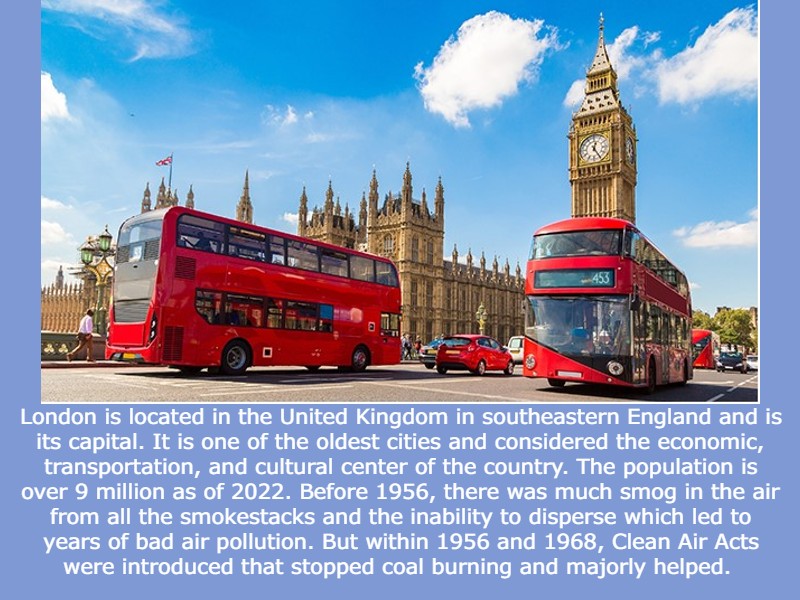 453
London is located in the United Kingdom in southeastern England and is
its capital. It is one of the oldest cities and considered the economic,
transportation, and cultural center of the country. The population is
over 9 million as of 2022. Before 1956, there was much smog in the air
from all the smokestacks and the inability to disperse which led to
years of bad air pollution. But within 1956 and 1968, Clean Air Acts
were introduced that stopped coal burning and majorly helped.